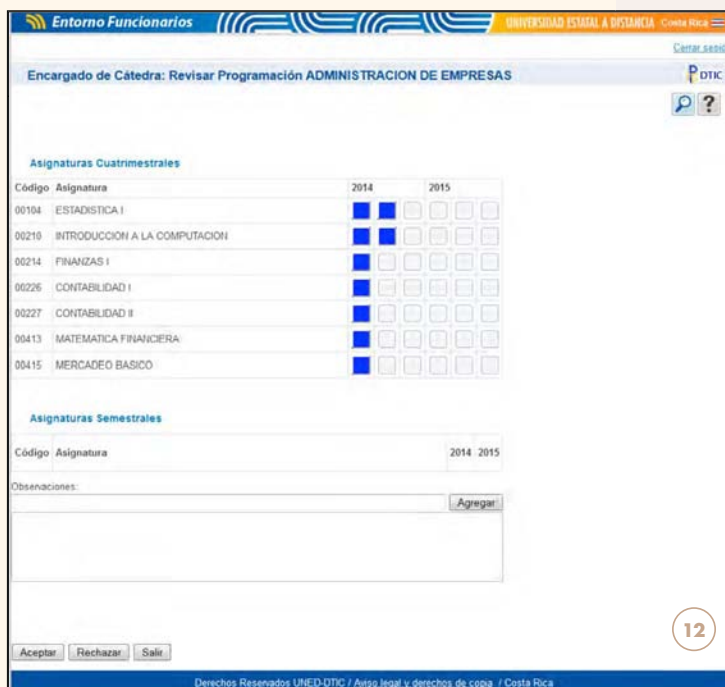 Entorno Funcionarios
UNIVERSIDAD ESTATAL A DISTANCIA Costa Rica
Cerrar sesió
Encargado de Cátedra: Revisar Programación ADMINISTRACION DE EMPRESAS
DTIC
?
Asignaturas Cuatrimestrales
Código Asignatura 2014 2015
00104 ESTADISTICA I
00210 INTRODUCCION A LA COMPUTACION
00214 FINANZAS I
00226 CONTABILIDAD I
00227 CONTABILIDAD II
00413 MATEMATICA FINANCIERA
00415 MERCADEO BASICO
Asignaturas Semestrales
Código Asignatura 2014 2015
Observaciones:
Agregar
12
Aceptar Rechazar Salir
Derechos Reservados UNED-DTIC / Aviso legal y derechos de copia / Costa Rica